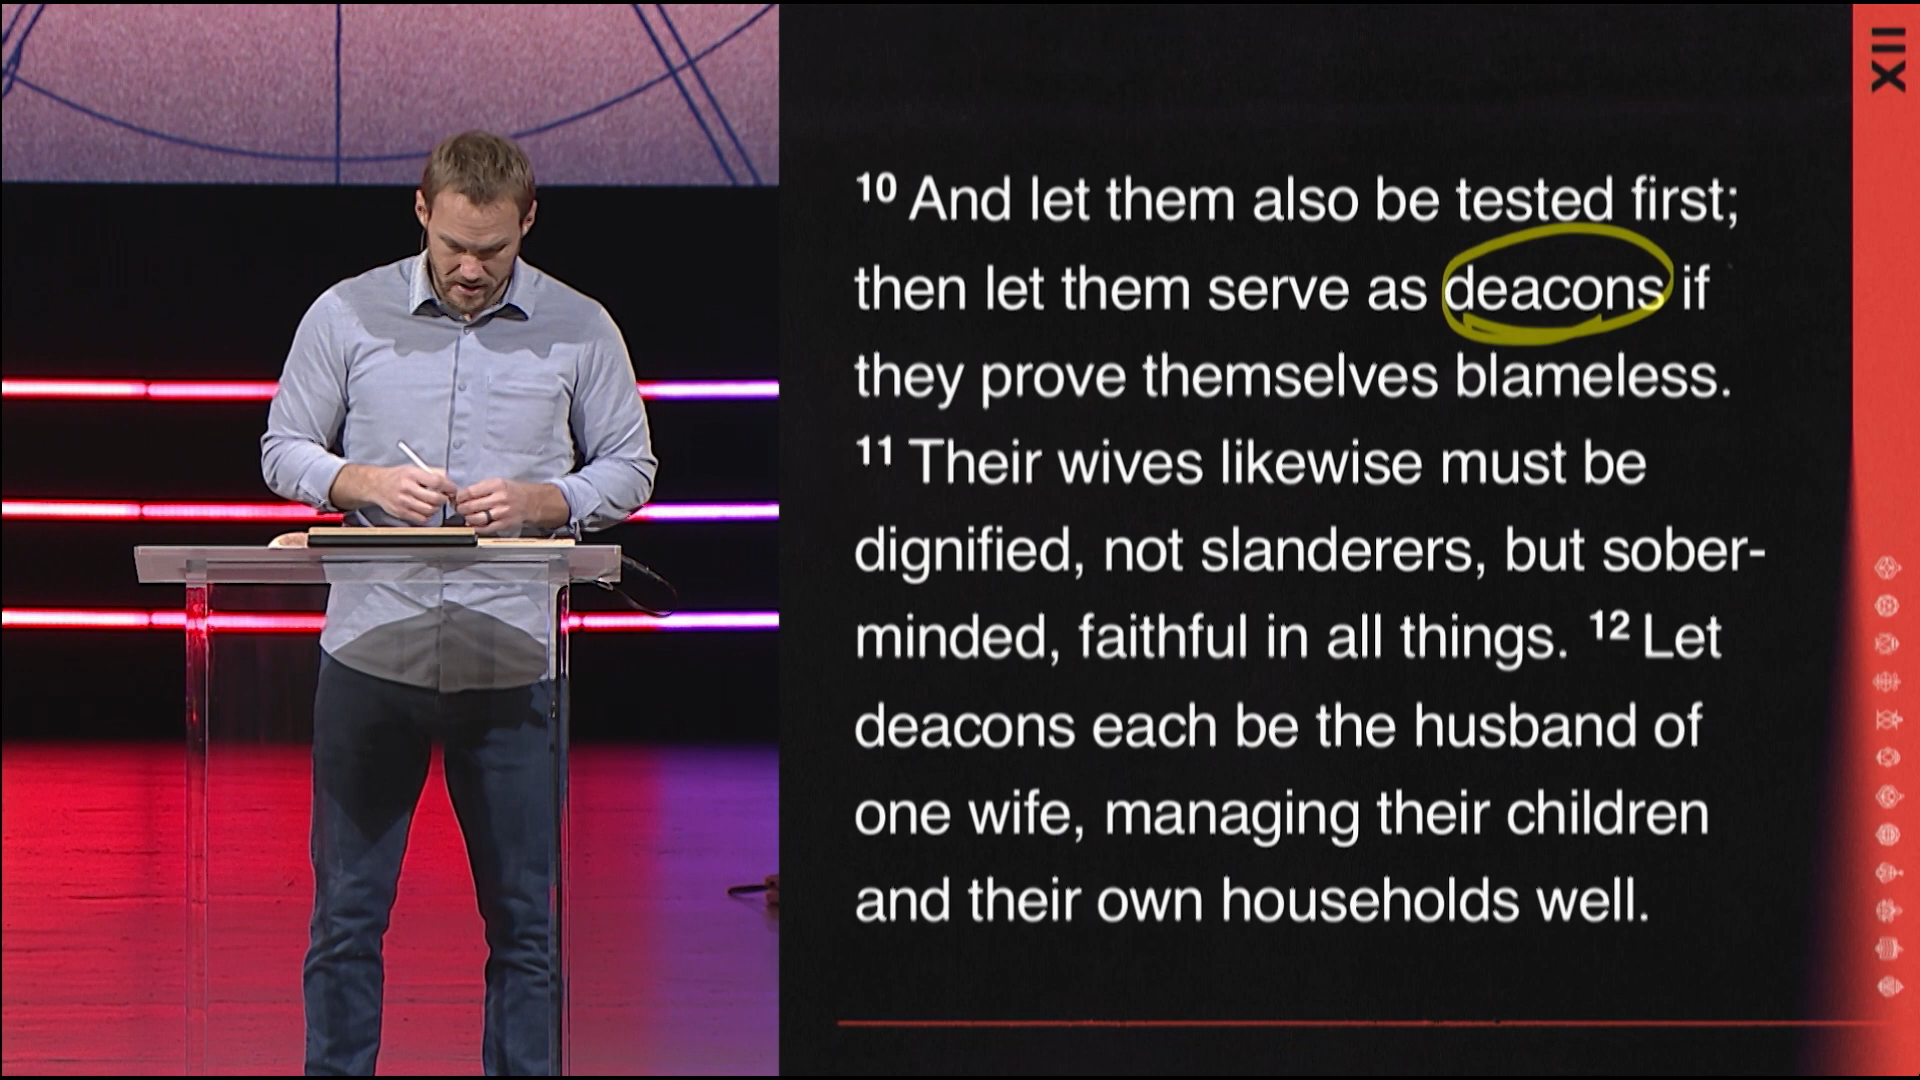 XII
10 And let them also be tested first;
then let them serve as deacons if
they prove themselves blameless.
11 Their wives likewise must be
dignified, not slanderers, but sober-
minded, faithful in all things. 12 Let
deacons each be the husband of
one wife, managing their children
and their own households well.